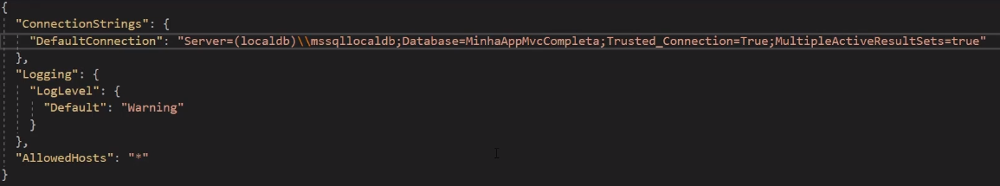 {
"ConnectionStrings": {
"DefaultConnection": "Server=(localdb)\\mssqllocaldb;Database=MinhaAppMvcCompleta;Trusted_Connection=True;MultipleActiveResultSets=true"
},
"Logging": {
"LogLevel": {
"Default": "Warning"
}
},
"AllowedHosts": "*"
}